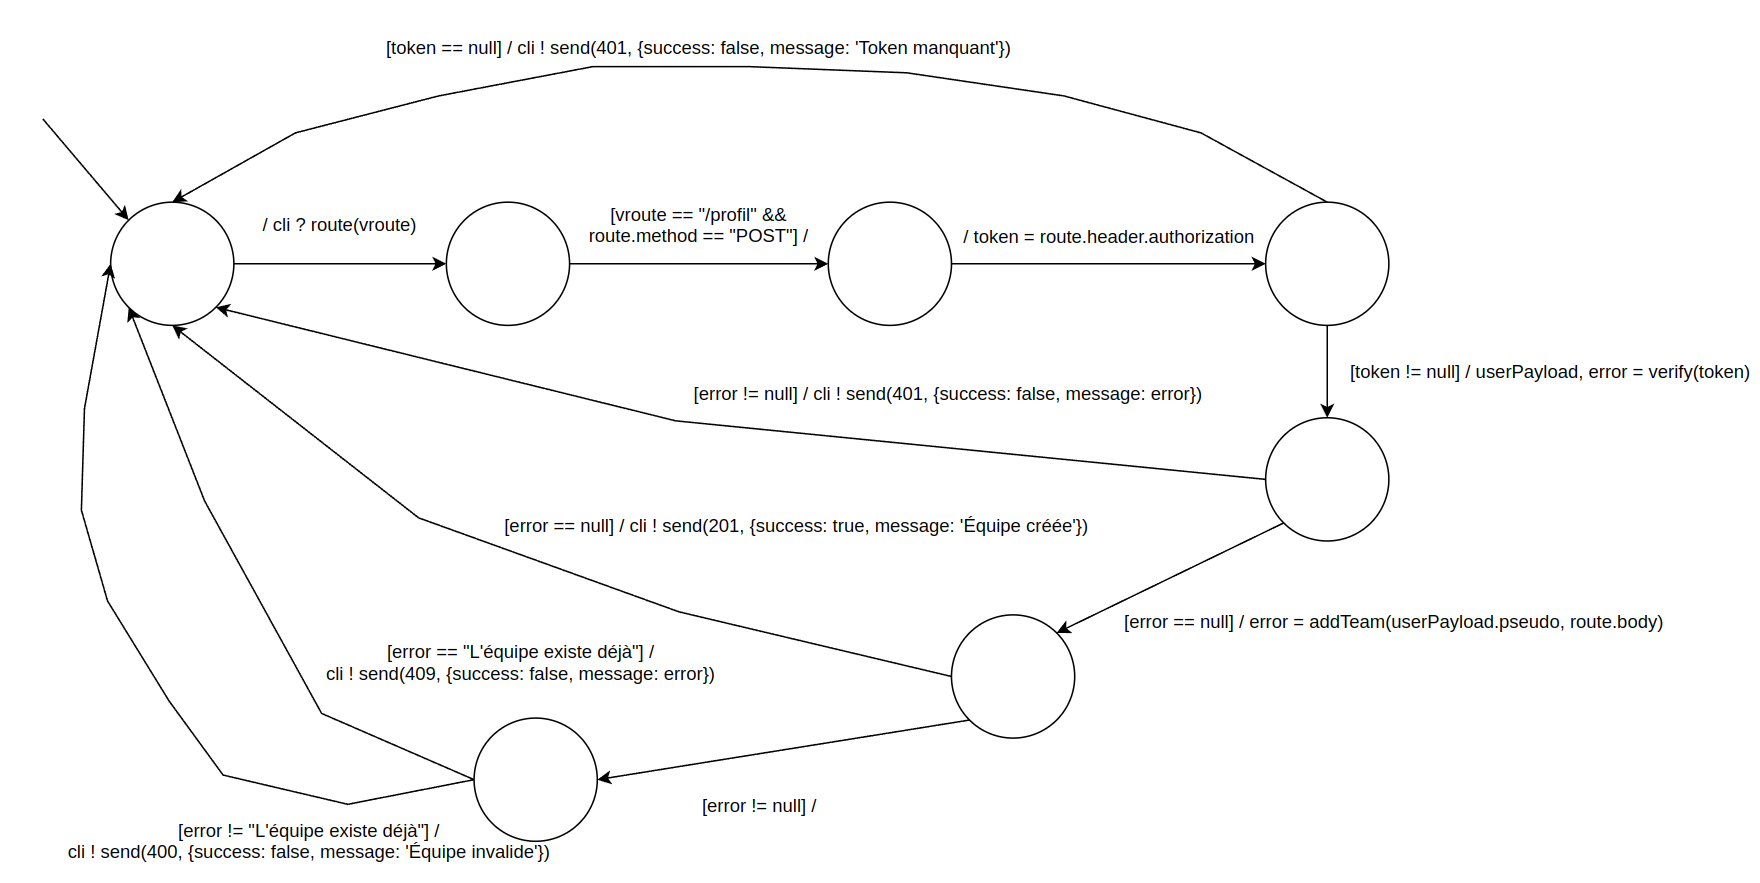 [token == null] / cli ! send(401, {success: false, message: 'Token manquant'})
/ cli ? route(vroute)
[vroute == "/profil" &&
route.method == "POST"] /
/ token = route.header.authorization
[token != null] / userPayload, error = verify(token)
[error != null] / cli ! send(401, {success: false, message: error})
[error == null] / cli ! send(201, {success: true, message: 'Équipe créée'})
[error == null] / error = addTeam(userPayload.pseudo, route.body)
[error == "L'équipe existe déjà"] /
cli ! send(409, {success: false, message: error})
[error != null] /
[error != "L'équipe existe déjà"] /
cli ! send(400, {success: false, message: 'Équipe invalide'})